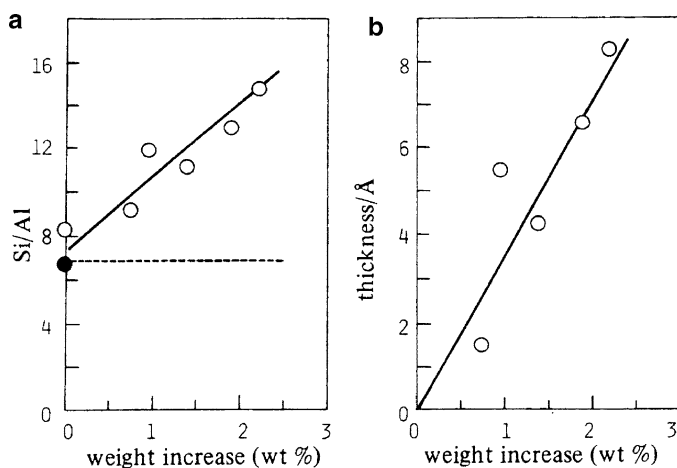 a
16
12
8
4
0
Si/Al
0 1 2 3
weight increase (wt %)
b
8
6
4
2
0
thickness/Å
0 1 2 3
weight increase (wt %)